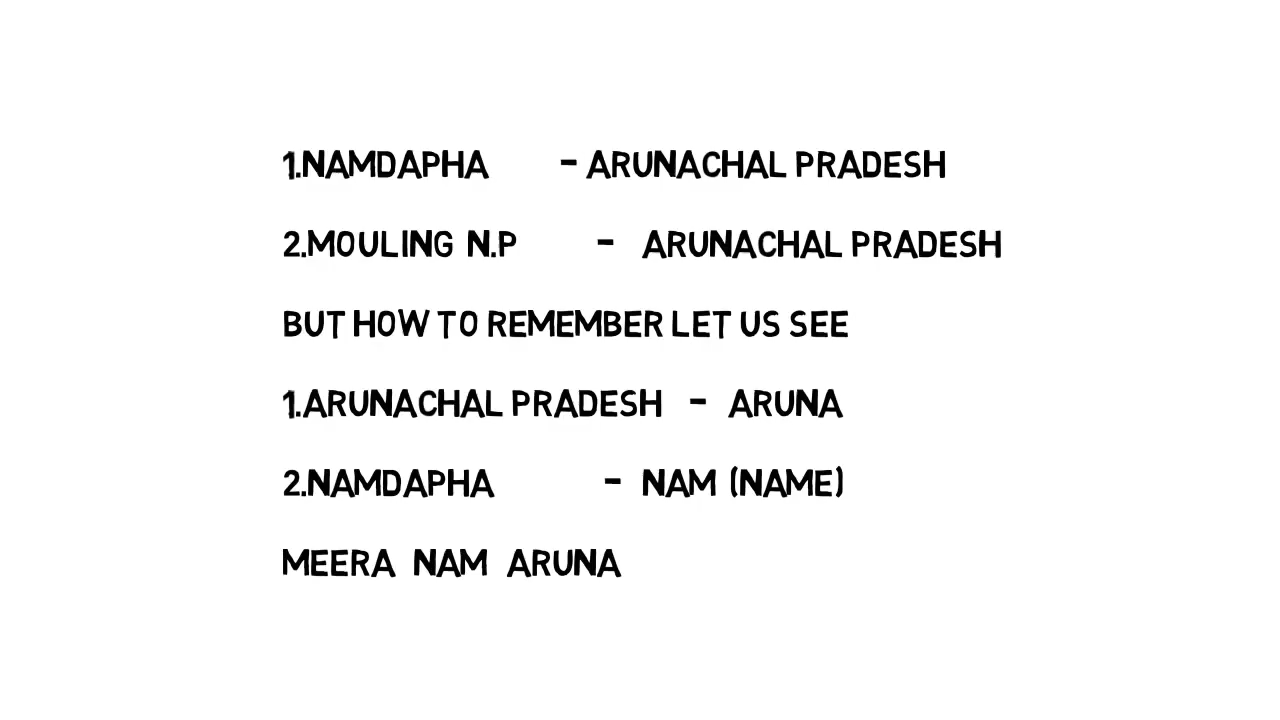 1.NAMDAPHA - ARUNACHAL PRADESH
2.MOULING N.P - ARUNACHAL PRADESH
BUT HOW TO REMEMBER LET US SEE
1.ARUNACHAL PRADESH - ARUNA
2.NAMDAPHA - NAM (NAME)
MEERA NAM ARUNA